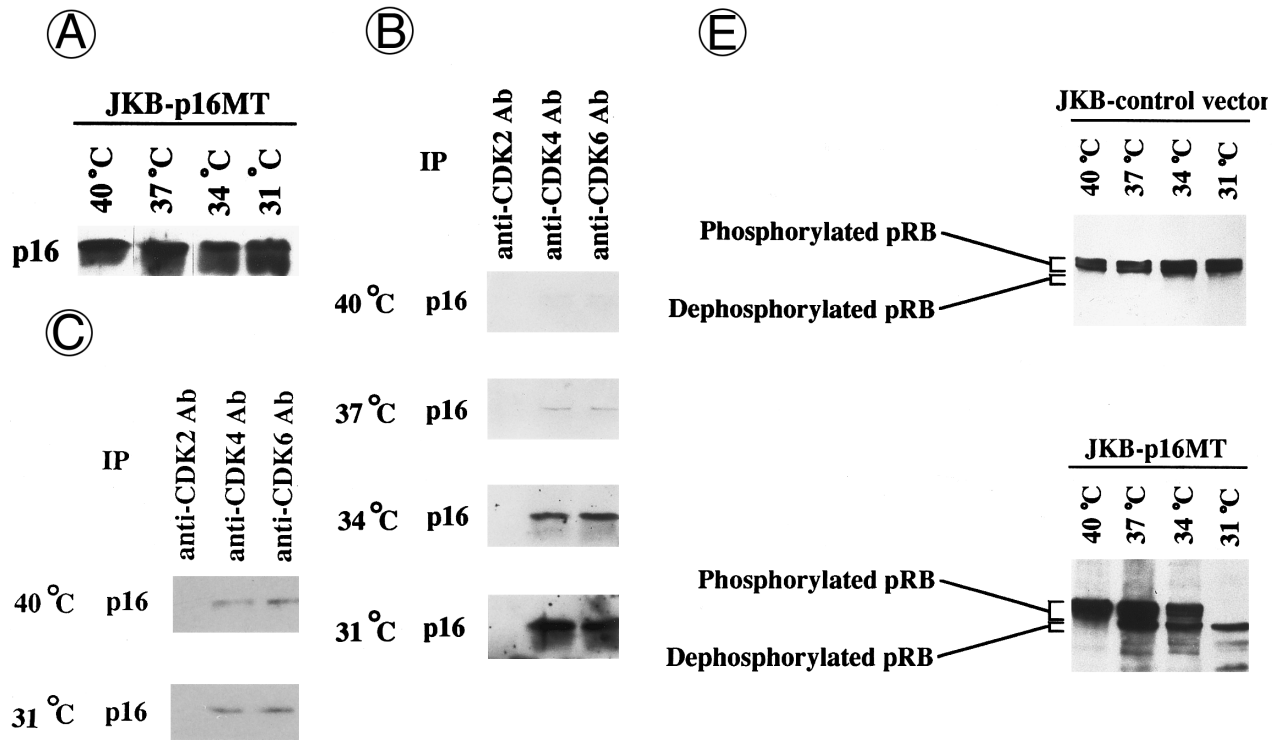 A
JKB-p16MT
40°C
37°C
34°C
31°C
p16
B
IP
anti-CDK2 Ab
anti-CDK4 Ab
anti-CDK6 Ab
40°C p16
37°C p16
34°C p16
31°C p16
C
IP
anti-CDK2 Ab
anti-CDK4 Ab
anti-CDK6 Ab
40°C p16
31°C p16
E
JKB-control vector
40°C
37°C
34°C
31°C
Phosphorylated pRB
Dephosphorylated pRB
JKB-p16MT
40°C
37°C
34°C
31°C
Phosphorylated pRB
Dephosphorylated pRB